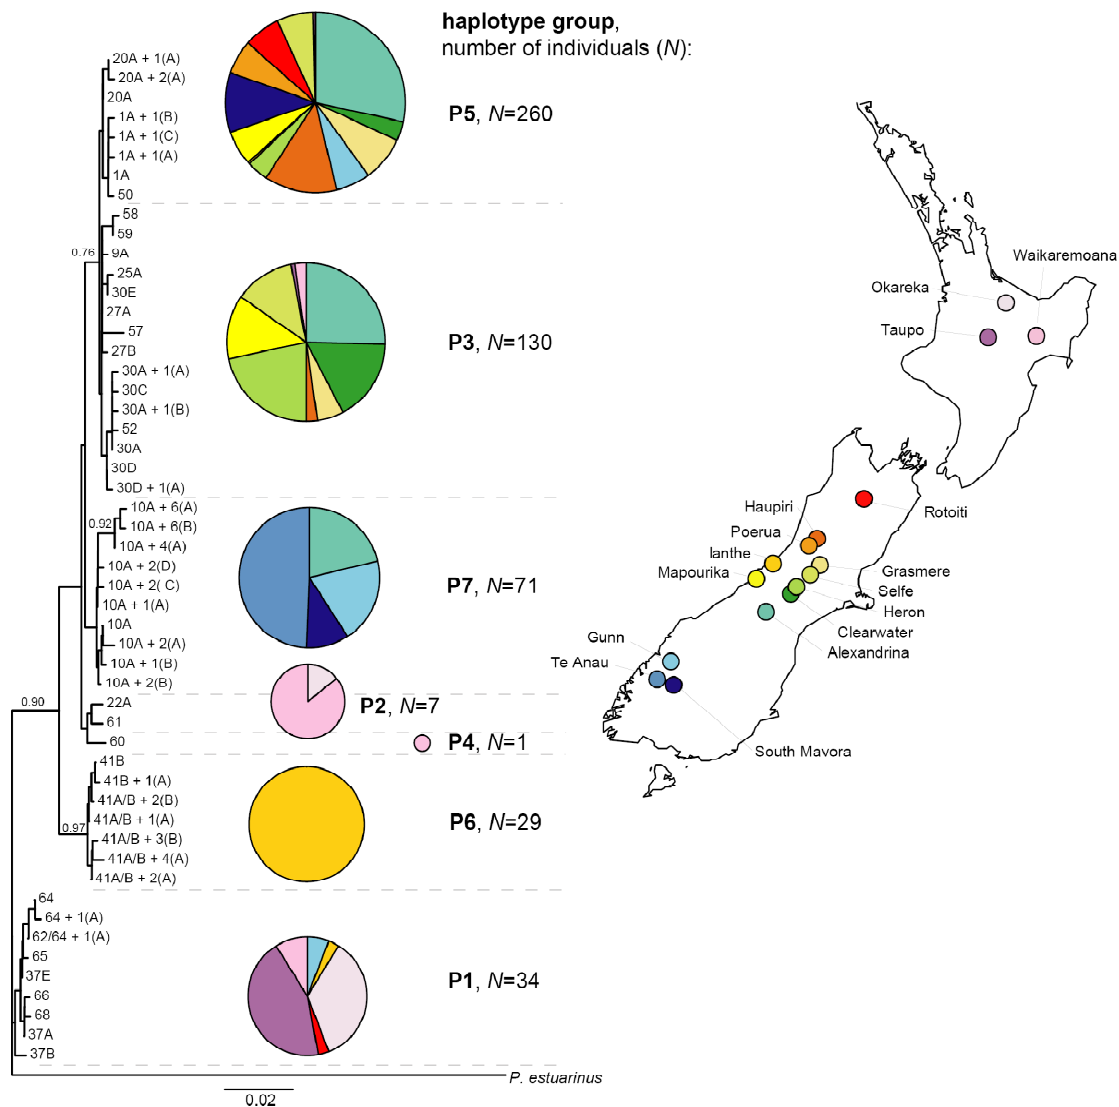 haplotype group,
number of individuals (N):
20A + 1(A)
20A + 2(A)
20A
1A + 1(B)
1A + 1(C)
1A + 1(A)
1A
50
P5, N=260
58
59
0.76
9A
25A
30E
27A
57
27B
30A + 1(A)
30C
30A + 1(B)
52
30A
30D
30D + 1(A)
P3, N=130
10A + 6(A)
0.92
10A + 6(B)
10A + 4(A)
10A + 2(D)
10A + 2( C)
10A + 1(A)
10A
10A + 2(A)
10A + 1(B)
10A + 2(B)
P7, N=71
0.90
22A
61
P2, N=7
60
P4, N=1
41B
41B + 1(A)
41A/B + 2(B)
41A/B + 1(A)
0.97
41A/B + 3(B)
41A/B + 4(A)
41A/B + 2(A)
P6, N=29
64
64 + 1(A)
62/64 + 1(A)
65
37E
66
68
37A
37B
P1, N=34
P. estuarinus
0.02
Waikaremoana
Okareka
Taupo
Rotoiti
Haupiri
Poerua
Ianthe
Mapourika
Grasmere
Selfe
Heron
Clearwater
Alexandrina
Gunn
Te Anau
South Mavora